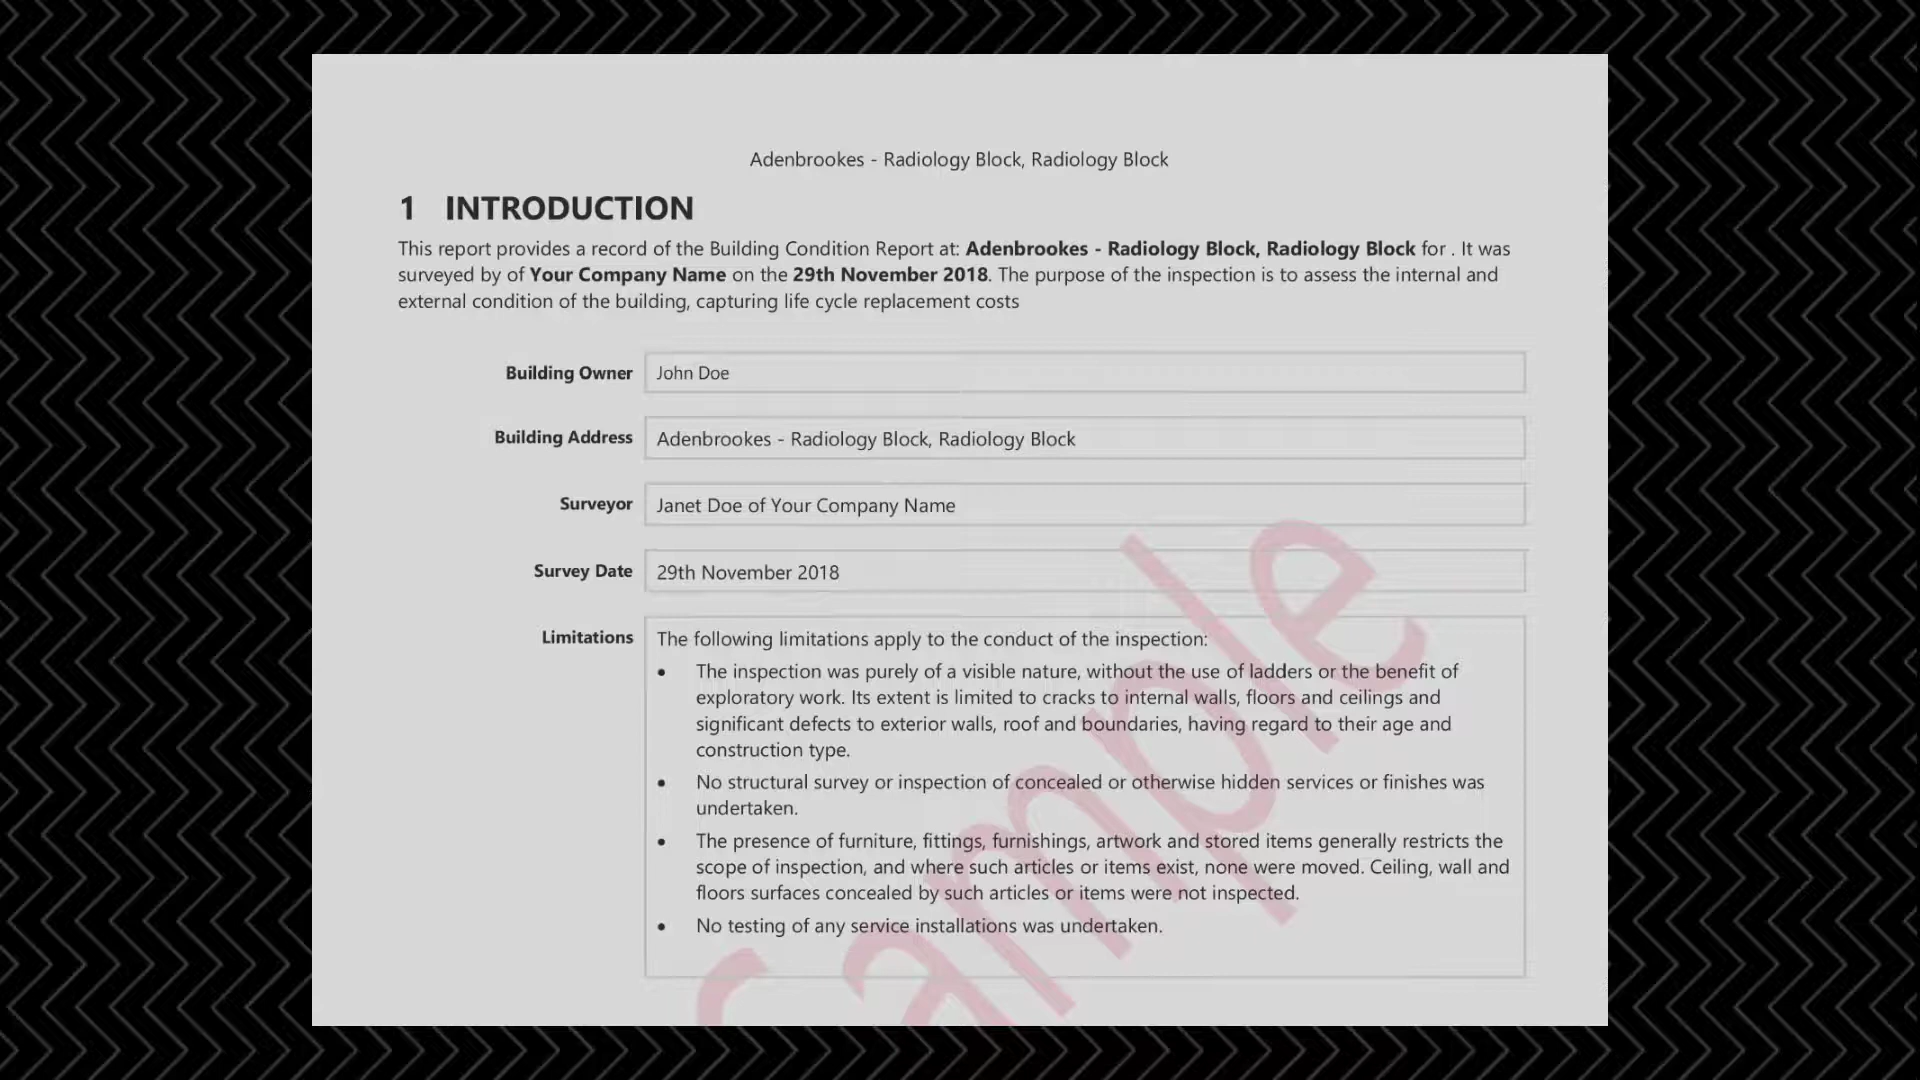 Adenbrookes - Radiology Block, Radiology Block
1 INTRODUCTION
This report provides a record of the Building Condition Report at: Adenbrookes - Radiology Block, Radiology Block for . It was
surveyed by of Your Company Name on the 29th November 2018. The purpose of the inspection is to assess the internal and
external condition of the building, capturing life cycle replacement costs
Building Owner John Doe
Building Address Adenbrookes - Radiology Block, Radiology Block
Surveyor Janet Doe of Your Company Name
Survey Date 29th November 2018
Limitations The following limitations apply to the conduct of the inspection:
• The inspection was purely of a visible nature, without the use of ladders or the benefit of
exploratory work. Its extent is limited to cracks to internal walls, floors and ceilings and
significant defects to exterior walls, roof and boundaries, having regard to their age and
construction type.
• No structural survey or inspection of concealed or otherwise hidden services or finishes was
undertaken.
• The presence of furniture, fittings, furnishings, artwork and stored items generally restricts the
scope of inspection, and where such articles or items exist, none were moved. Ceiling, wall and
floors surfaces concealed by such articles or items were not inspected.
• No testing of any service installations was undertaken.
Sample